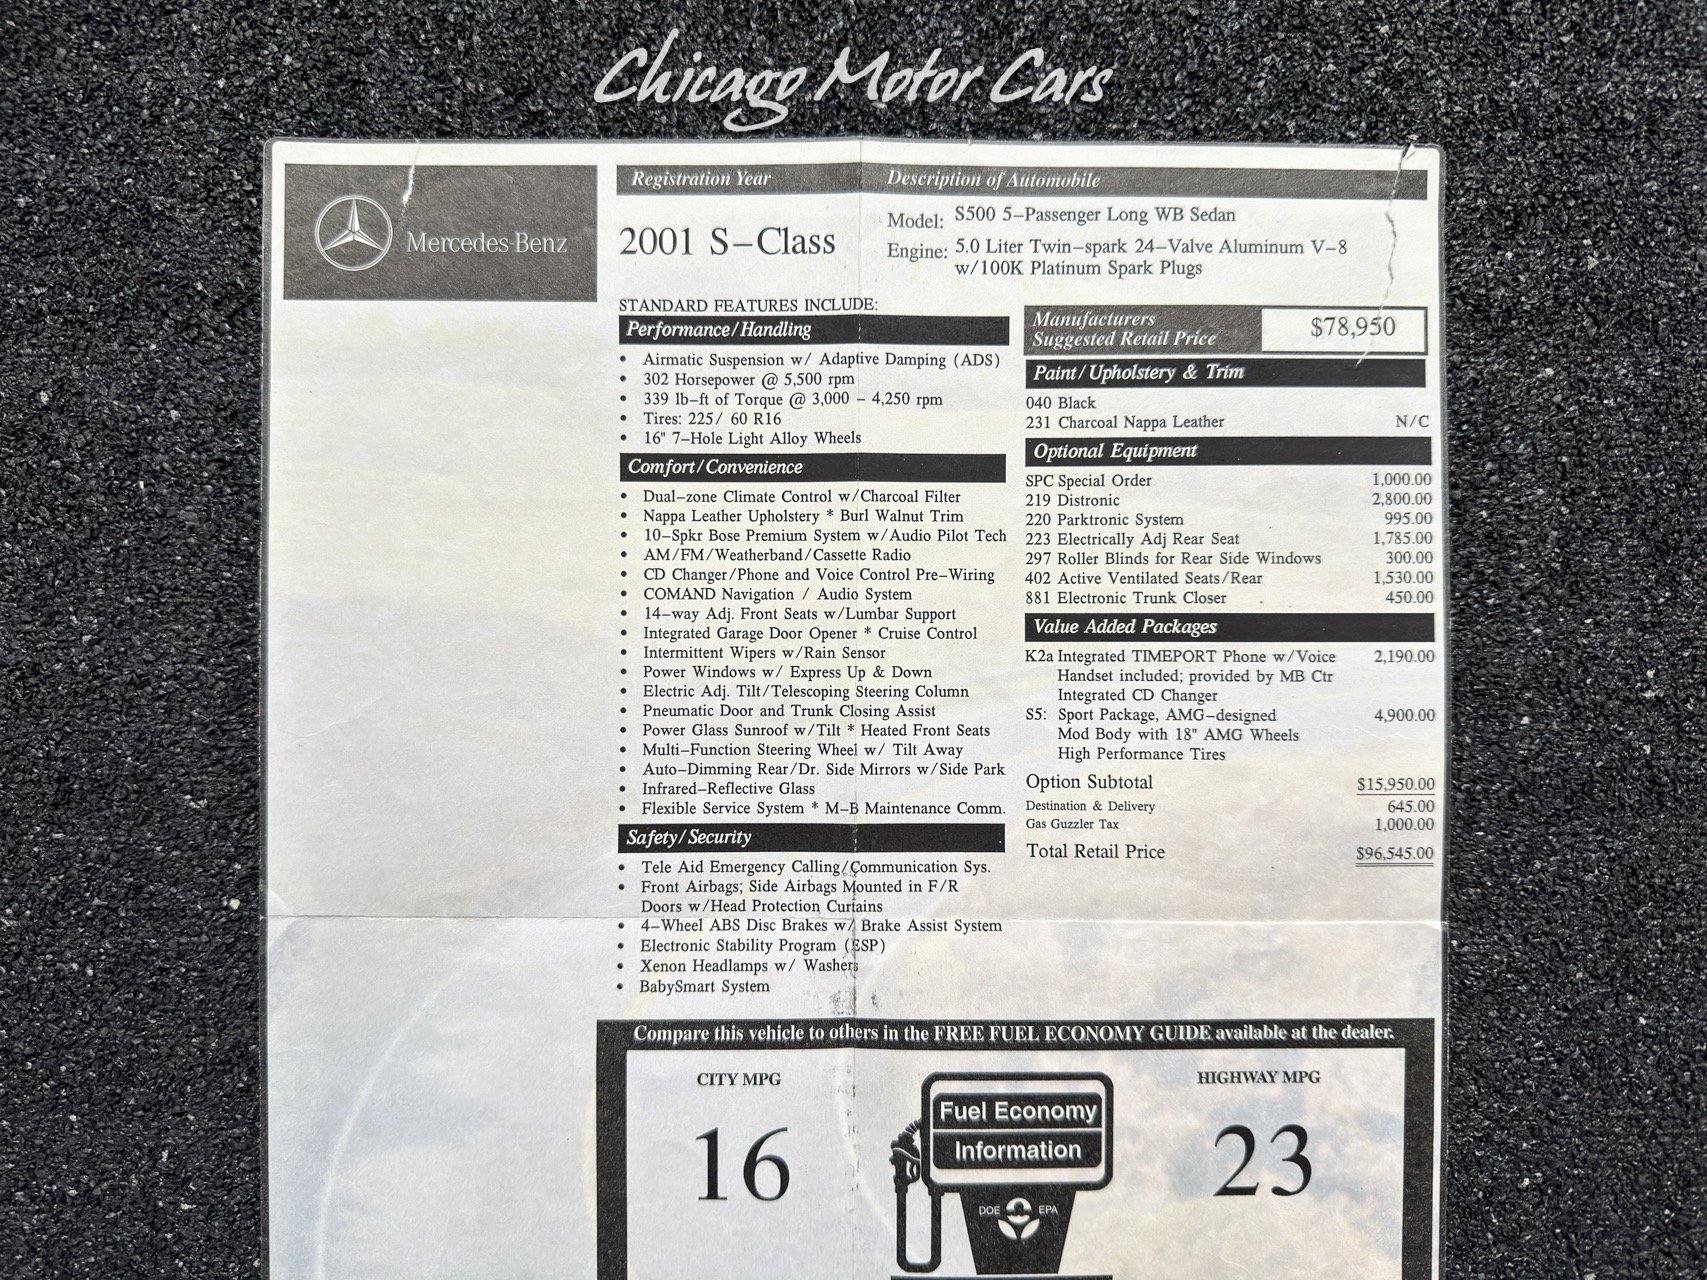 Chicago Motor Cars
Mercedes-Benz
Registration Year
Description of Automobile
2001 S-Class
Model: S500 5-Passenger Long WB Sedan
Engine: 5.0 Liter Twin-spark 24-Valve Aluminum V-8
w/100K Platinum Spark Plugs
STANDARD FEATURES INCLUDE:
Performance/Handling
• Airmatic Suspension w/ Adaptive Damping (ADS)
• 302 Horsepower @ 5,500 rpm
• 339 lb-ft of Torque @ 3,000 - 4,250 rpm
• Tires: 225/ 60 R16
• 16" 7-Hole Light Alloy Wheels
Comfort/Convenience
• Dual-zone Climate Control w/Charcoal Filter
• Nappa Leather Upholstery * Burl Walnut Trim
• 10-Spkr Bose Premium System w/Audio Pilot Tech
• AM/FM/Weatherband/Cassette Radio
• CD Changer/Phone and Voice Control Pre-Wiring
• COMAND Navigation / Audio System
• 14-way Adj. Front Seats w/Lumbar Support
• Integrated Garage Door Opener * Cruise Control
• Intermittent Wipers w/Rain Sensor
• Power Windows w/ Express Up & Down
• Electric Adj. Tilt/Telescoping Steering Column
• Pneumatic Door and Trunk Closing Assist
• Power Glass Sunroof w/Tilt * Heated Front Seats
• Multi-Function Steering Wheel w/ Tilt Away
• Auto-Dimming Rear/Dr. Side Mirrors w/Side Park
• Infrared-Reflective Glass
• Flexible Service System * M-B Maintenance Comm.
Safety/Security
• Tele Aid Emergency Calling/Communication Sys.
• Front Airbags; Side Airbags Mounted in F/R
Doors w/Head Protection Curtains
• 4-Wheel ABS Disc Brakes w/ Brake Assist System
• Electronic Stability Program (ESP)
• Xenon Headlamps w/ Washers
• BabySmart System
Manufacturers
Suggested Retail Price
$78,950
Paint/Upholstery & Trim
040 Black
231 Charcoal Nappa Leather N/C
Optional Equipment
SPC Special Order 1,000.00
219 Distronic 2,800.00
220 Parktronic System 995.00
223 Electrically Adj Rear Seat 1,785.00
297 Roller Blinds for Rear Side Windows 300.00
402 Active Ventilated Seats/Rear 1,530.00
881 Electronic Trunk Closer 450.00
Value Added Packages
K2a Integrated TIMEPORT Phone w/Voice 2,190.00
Handset included; provided by MB Ctr
Integrated CD Changer
S5: Sport Package, AMG-designed 4,900.00
Mod Body with 18" AMG Wheels
High Performance Tires
Option Subtotal $15,950.00
Destination & Delivery 645.00
Gas Guzzler Tax 1,000.00
Total Retail Price $96,545.00
Compare this vehicle to others in the FREE FUEL ECONOMY GUIDE available at the dealer.
CITY MPG
16
Fuel Economy
Information
DOE EPA
HIGHWAY MPG
23